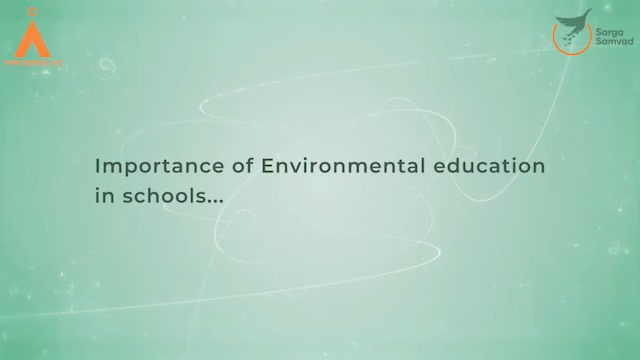 Sarga
Samvad
Importance of Environmental education
in schools...